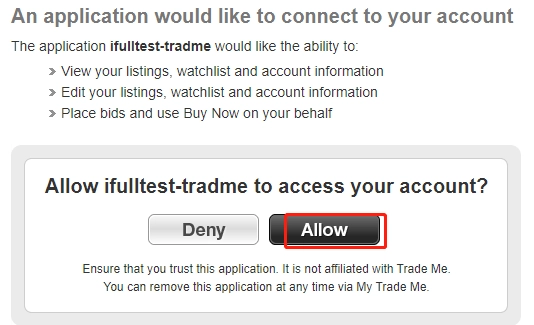 An application would like to connect to your account
The application ifulltest-tradme would like the ability to:
» View your listings, watchlist and account information
» Edit your listings, watchlist and account information
» Place bids and use Buy Now on your behalf
Allow ifulltest-tradme to access your account?
Deny Allow
Ensure that you trust this application. It is not affiliated with Trade Me.
You can remove this application at any time via My Trade Me.